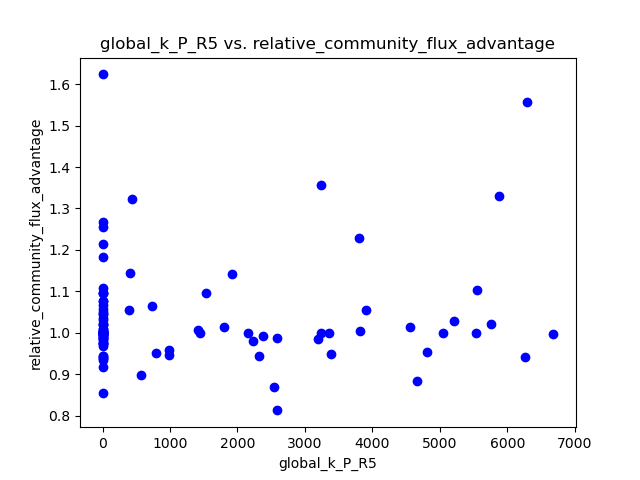 global_k_P_R5 vs. relative_community_flux_advantage
relative_community_flux_advantage
1.6
1.5
1.4
1.3
1.2
1.1
1.0
0.9
0.8
0 1000 2000 3000 4000 5000 6000 7000
global_k_P_R5